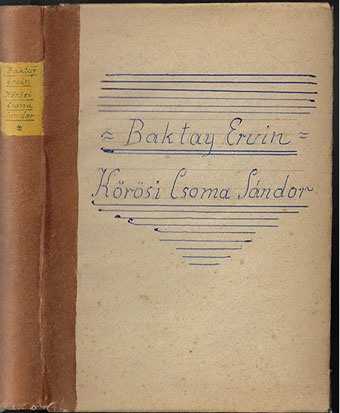 Baktay
Ervin
Kőrösi
Csoma
Sándor
≈ Baktay Ervin ≈
Kőrösi Csoma Sándor